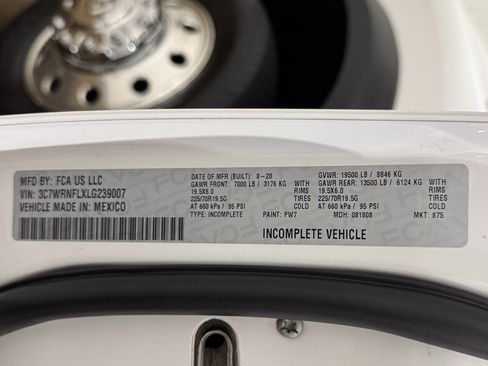 MFD BY: FCA US LLC
VIN: 3C7WRNFLXLG239007
VEHICLE MADE IN: MEXICO
DATE OF MFR (BUILT): 8-20
GAWR FRONT: 7000 LB / 3176 KG WITH
19.5X6.0 RIMS
225/70R19.5G TIRES
AT 660 kPa / 95 PSI COLD
TYPE: INCOMPLETE PAINT: PW7
GVWR: 19500 LB / 8846 KG
GAWR REAR: 13500 LB / 6124 KG WITH
19.5X6.0 RIMS
225/70R19.5G TIRES
AT 660 kPa / 95 PSI COLD
MDH: 081808 MKT: 875
INCOMPLETE VEHICLE